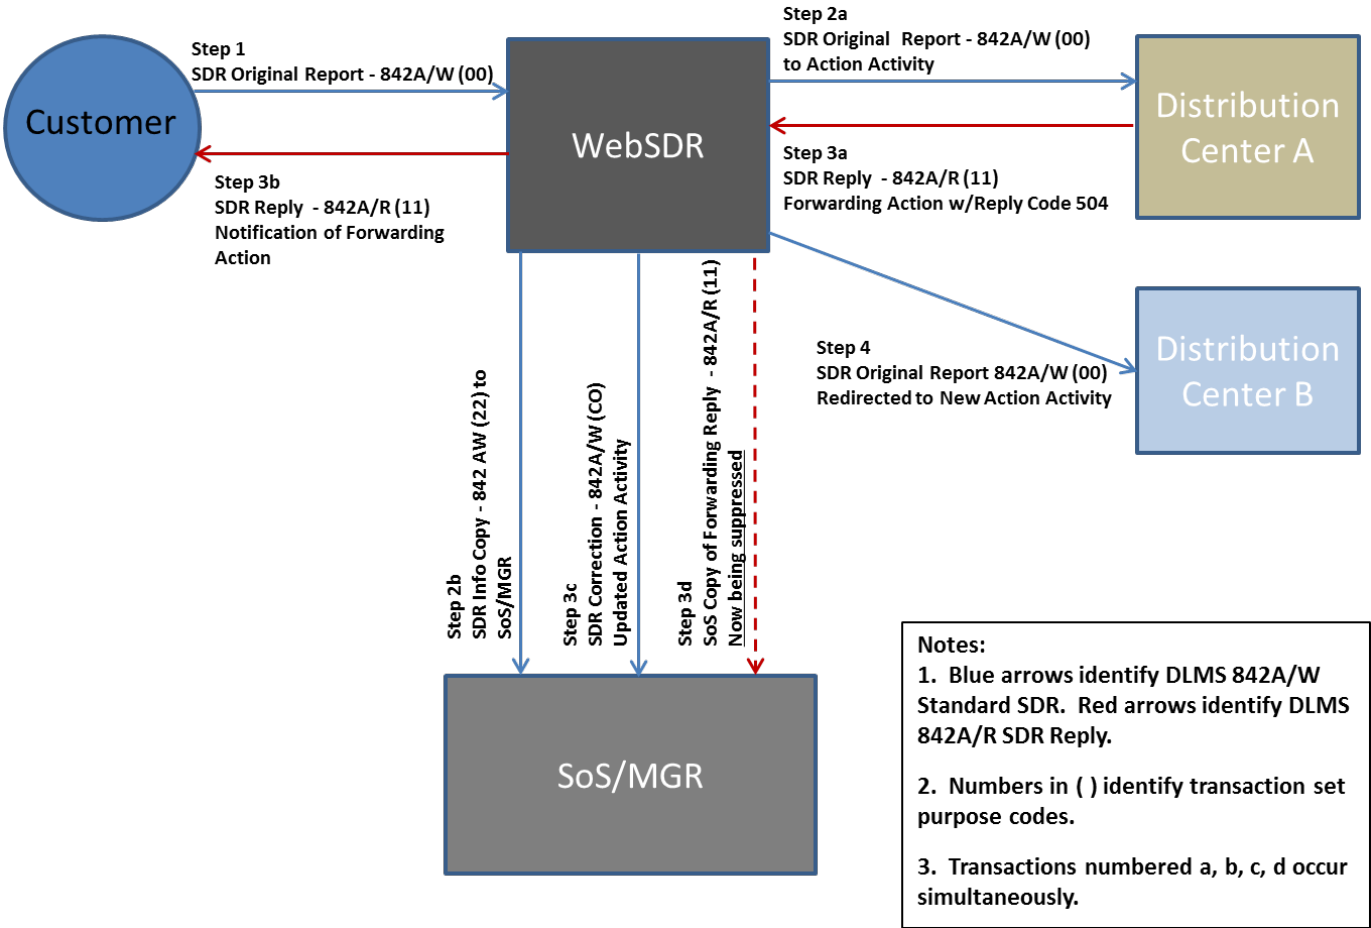 Customer
Step 1
SDR Original Report - 842A/W (00)
WebSDR
Step 2a
SDR Original Report - 842A/W (00)
to Action Activity
Distribution
Center A
Step 3a
SDR Reply - 842A/R (11)
Forwarding Action w/Reply Code 504
Step 3b
SDR Reply - 842A/R (11)
Notification of Forwarding
Action
Step 4
SDR Original Report 842A/W (00)
Redirected to New Action Activity
Distribution
Center B
Step 2b
SDR Info Copy - 842 AW (22) to
SoS/MGR
Step 3c
SDR Correction - 842A/W (CO)
Updated Action Activity
Step 3d
SoS Copy of Forwarding Reply - 842A/R (11)
Now being suppressed
SoS/MGR
Notes:
1. Blue arrows identify DLMS 842A/W
Standard SDR. Red arrows identify DLMS
842A/R SDR Reply.
2. Numbers in ( ) identify transaction set
purpose codes.
3. Transactions numbered a, b, c, d occur
simultaneously.